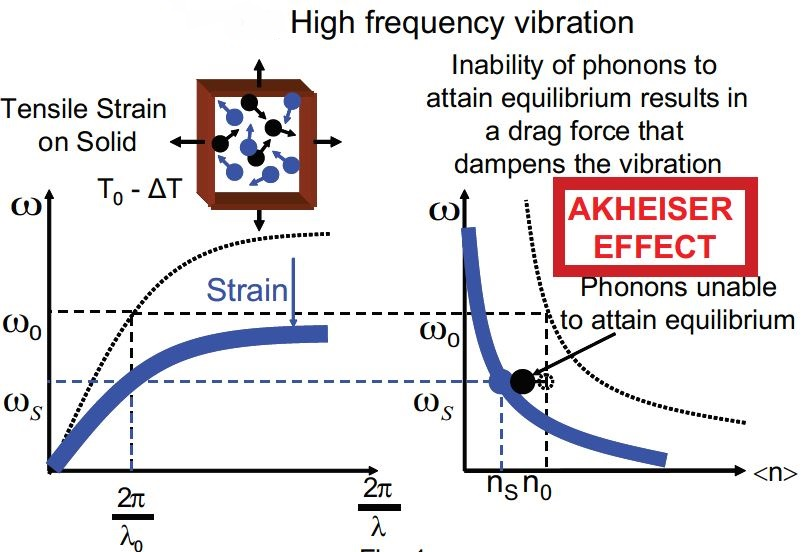 High frequency vibration
Tensile Strain
on Solid
T₀ - ΔT
Inability of phonons to
attain equilibrium results in
a drag force that
dampens the vibration
AKHEISER
EFFECT
Phonons unable
to attain equilibrium
ω
Strain
ω₀
ωS
2π
λ₀
2π
λ
ω
ω₀
ωS
nS n₀
<n>